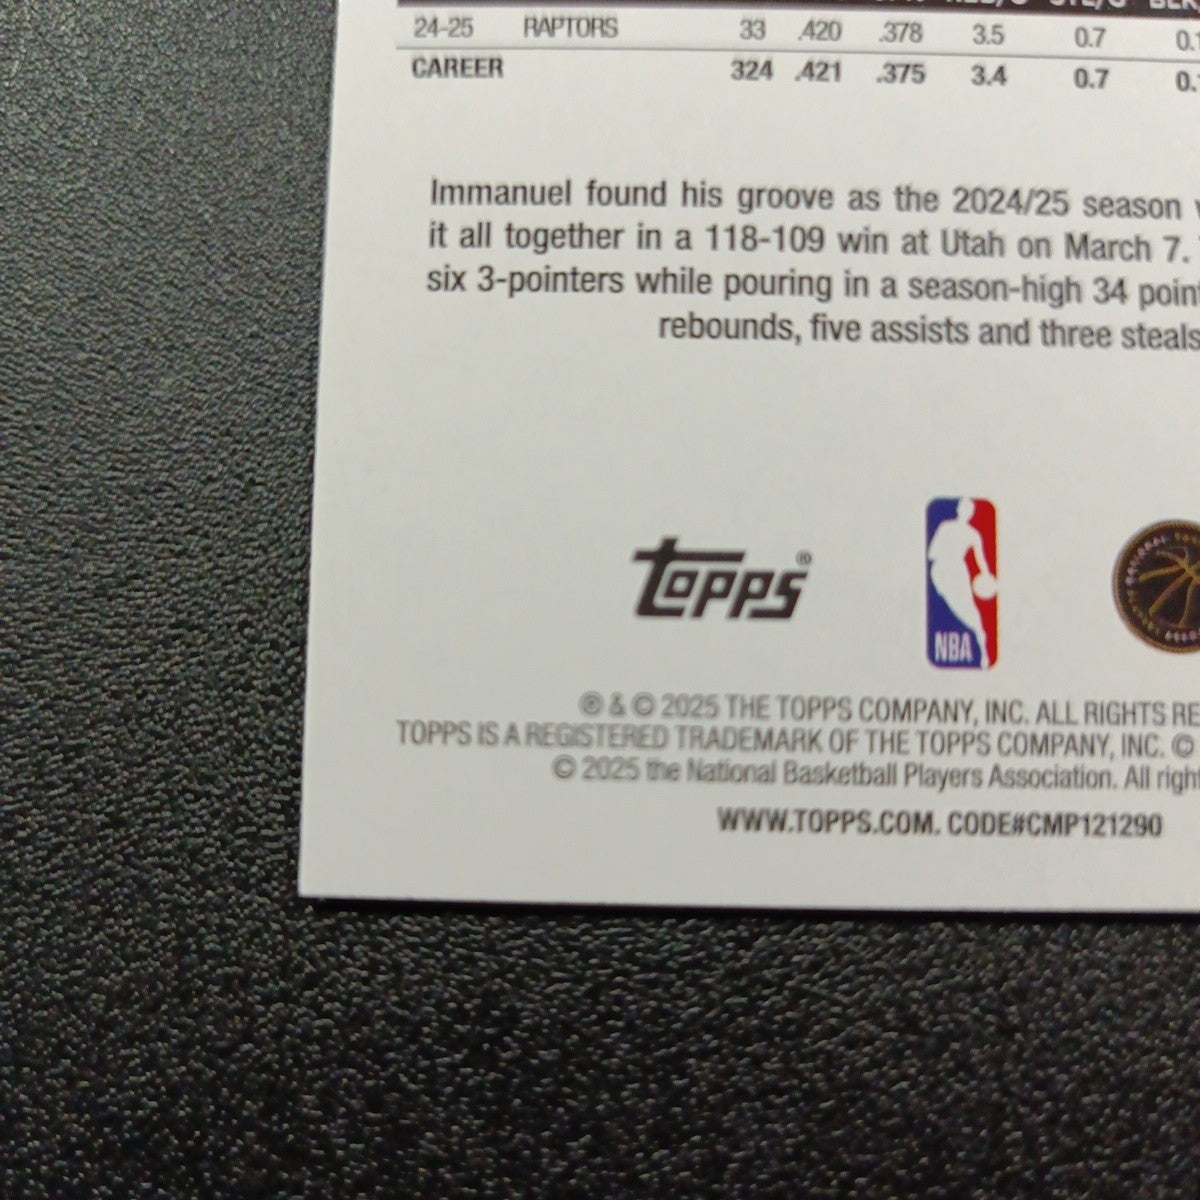 24-25 RAPTORS 33 .420 .378 3.5 0.7
CAREER 324 .421 .375 3.4 0.7
Immanuel found his groove as the 2024/25 season
it all together in a 118-109 win at Utah on March 7.
six 3-pointers while pouring in a season-high 34
rebounds, five assists and three steals
Topps®
NBA
® & © 2025 THE TOPPS COMPANY, INC. ALL RIGHTS
TOPPS IS A REGISTERED TRADEMARK OF THE TOPPS COMPANY, INC. ©
© 2025 the National Basketball Players Association. All
WWW.TOPPS.COM. CODE#CMP121290